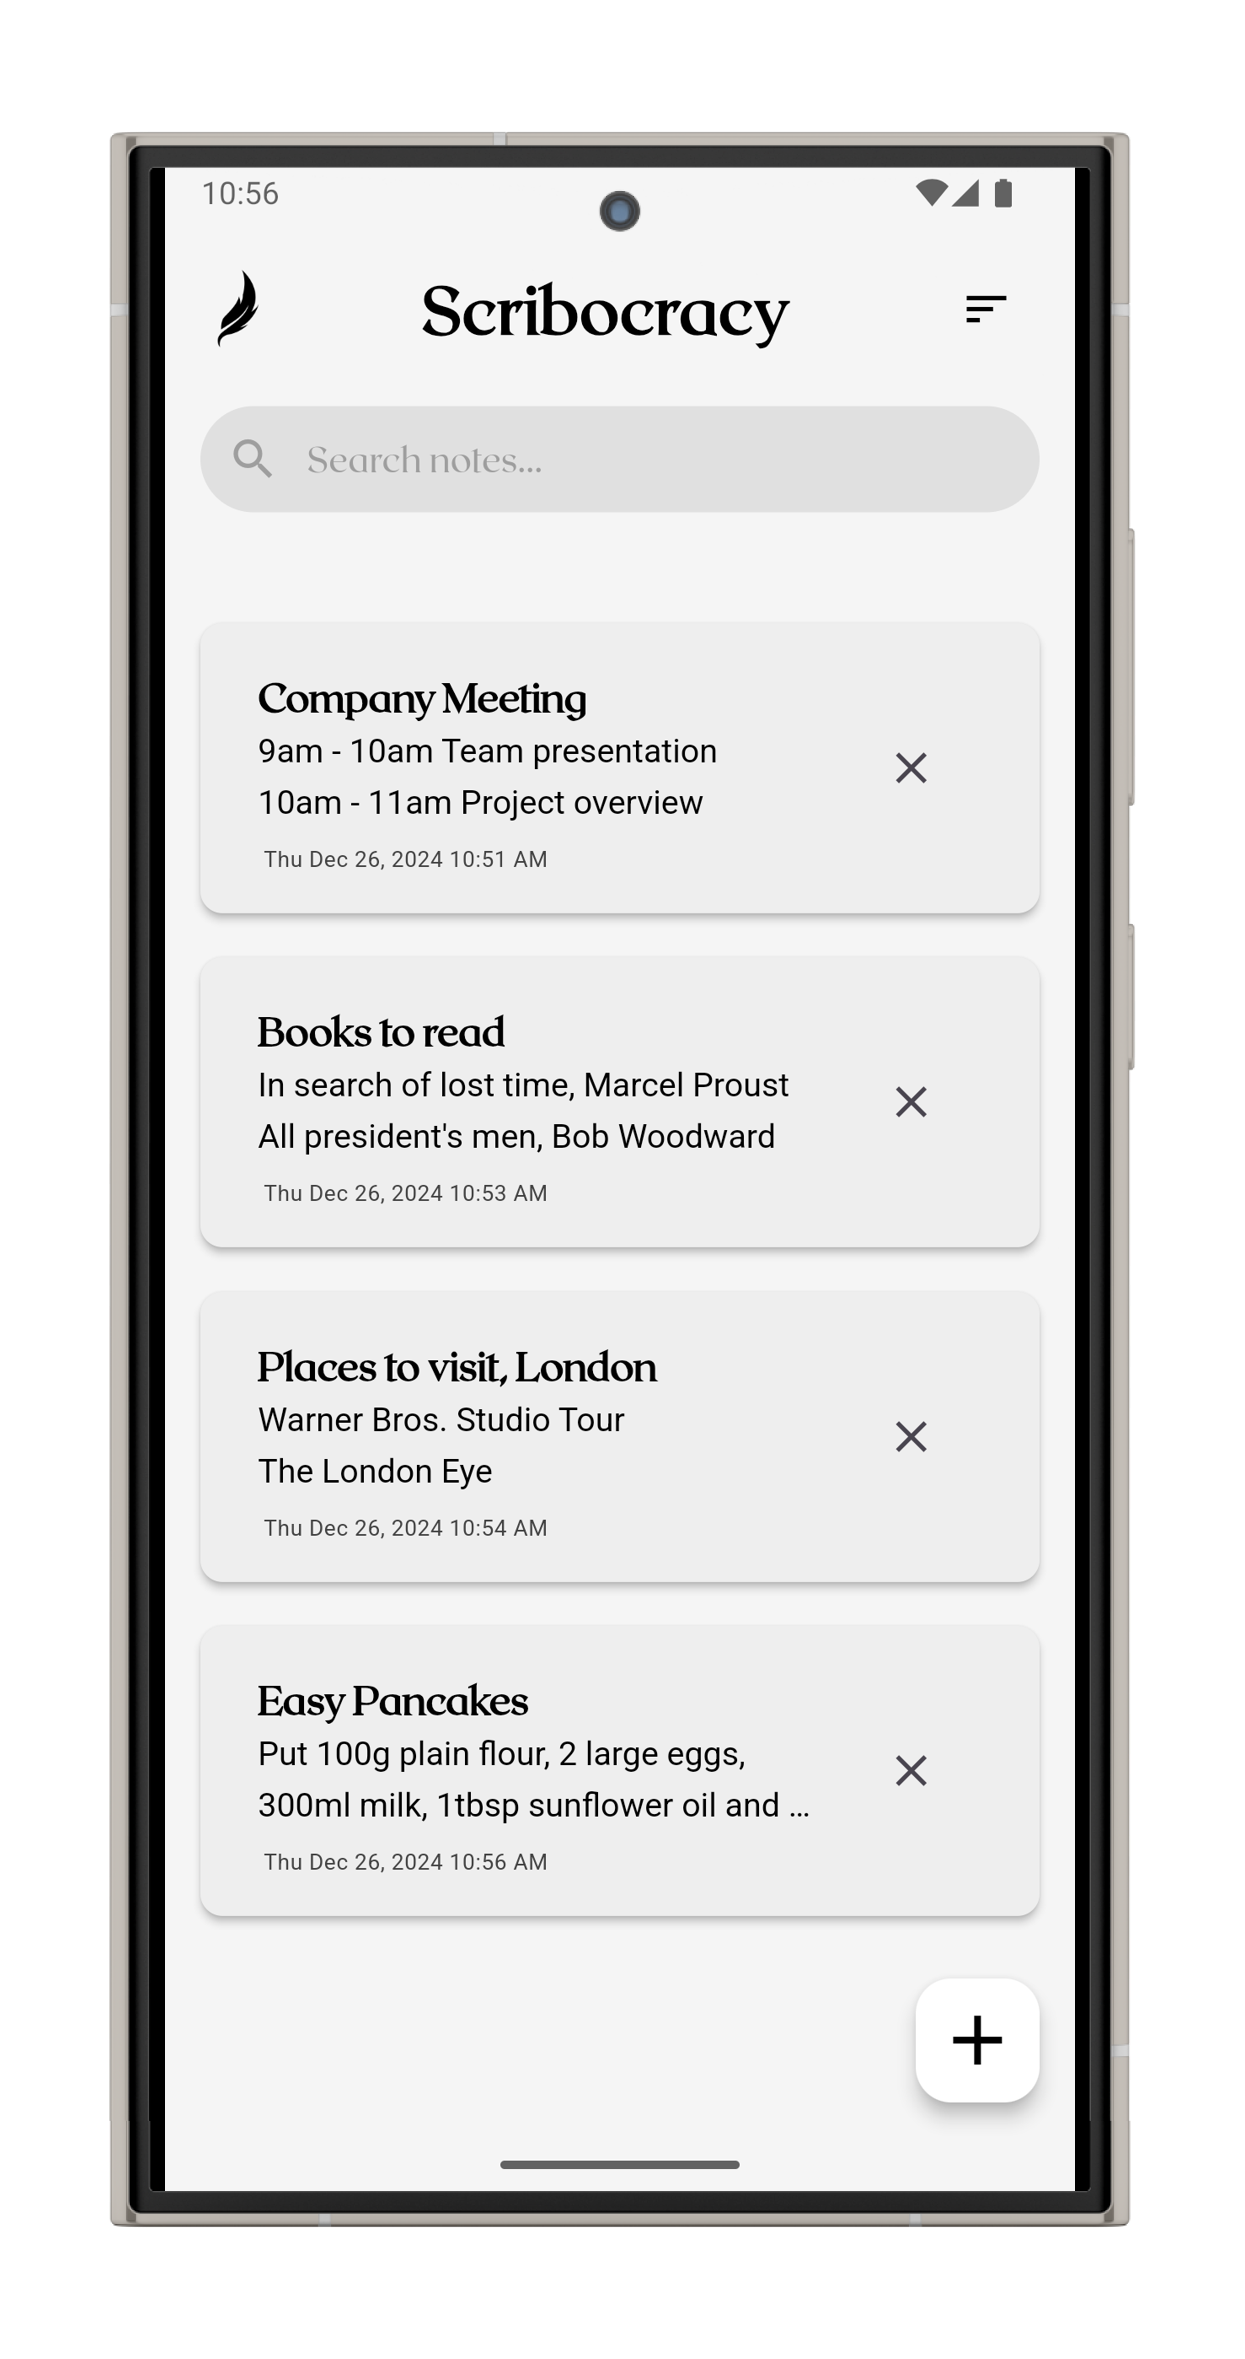 10:56
Scribocracy
Search notes...
Company Meeting
9am - 10am Team presentation
10am - 11am Project overview
Thu Dec 26, 2024 10:51 AM
Books to read
In search of lost time, Marcel Proust
All president's men, Bob Woodward
Thu Dec 26, 2024 10:53 AM
Places to visit, London
Warner Bros. Studio Tour
The London Eye
Thu Dec 26, 2024 10:54 AM
Easy Pancakes
Put 100g plain flour, 2 large eggs,
300ml milk, 1tbsp sunflower oil and ...
Thu Dec 26, 2024 10:56 AM